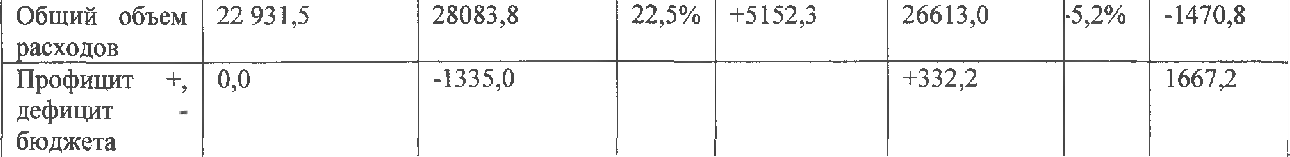 Общий объем 22 931,5 28083,8 22,5% +5152,3 26613,0 -5,2% -1470,8
расходов
Профицит +, 0,0 -1335,0 +332,2 1667,2
дефицит -
бюджета